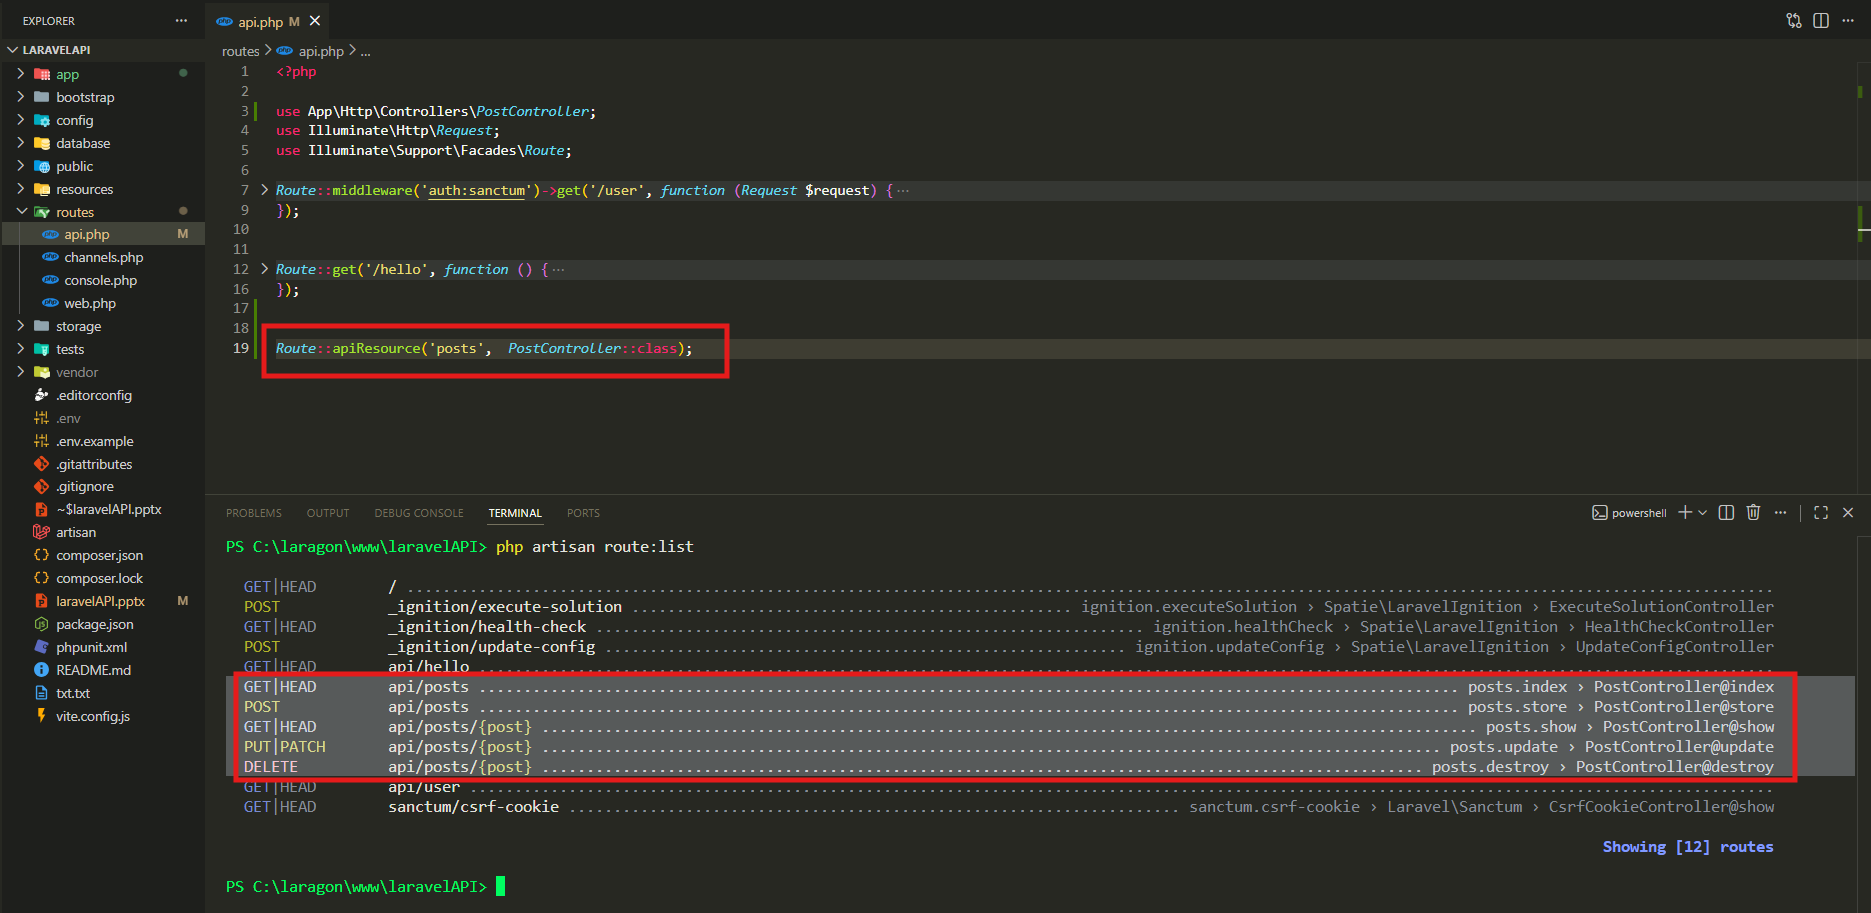 EXPLORER ...
LARAVELAPI
app
bootstrap
config
database
public
resources
routes
api.php M
channels.php
console.php
web.php
storage
tests
vendor
.editorconfig
.env
.env.example
.gitattributes
.gitignore
~$laravelAPI.pptx
artisan
composer.json
composer.lock
laravelAPI.pptx M
package.json
phpunit.xml
README.md
txt.txt
vite.config.js
api.php M
routes > api.php > ...
1 <?php
2
3 use App\Http\Controllers\PostController;
4 use Illuminate\Http\Request;
5 use Illuminate\Support\Facades\Route;
6
7 Route::middleware('auth:sanctum')->get('/user', function (Request $request) { ...
9 });
10
11
12 Route::get('/hello', function () { ...
16 });
17
18
19 Route::apiResource('posts',  PostController::class);
PROBLEMS OUTPUT DEBUG CONSOLE TERMINAL PORTS
powershell
PS C:\laragon\www\laravelAPI> php artisan route:list
GET|HEAD / ...........................................................................
POST _ignition/execute-solution ................................ ignition.executeSolution › Spatie\LaravelIgnition › ExecuteSolutionController
GET|HEAD _ignition/health-check ................................ ignition.healthCheck › Spatie\LaravelIgnition › HealthCheckController
POST _ignition/update-config ................................ ignition.updateConfig › Spatie\LaravelIgnition › UpdateConfigController
GET|HEAD api/hello ...........................................................................
GET|HEAD api/posts ................................ posts.index › PostController@index
POST api/posts ................................ posts.store › PostController@store
GET|HEAD api/posts/{post} ................................ posts.show › PostController@show
PUT|PATCH api/posts/{post} ................................ posts.update › PostController@update
DELETE api/posts/{post} ................................ posts.destroy › PostController@destroy
GET|HEAD api/user ...........................................................................
GET|HEAD sanctum/csrf-cookie ................................ sanctum.csrf-cookie › Laravel\Sanctum › CsrfCookieController@show
Showing [12] routes
PS C:\laragon\www\laravelAPI>